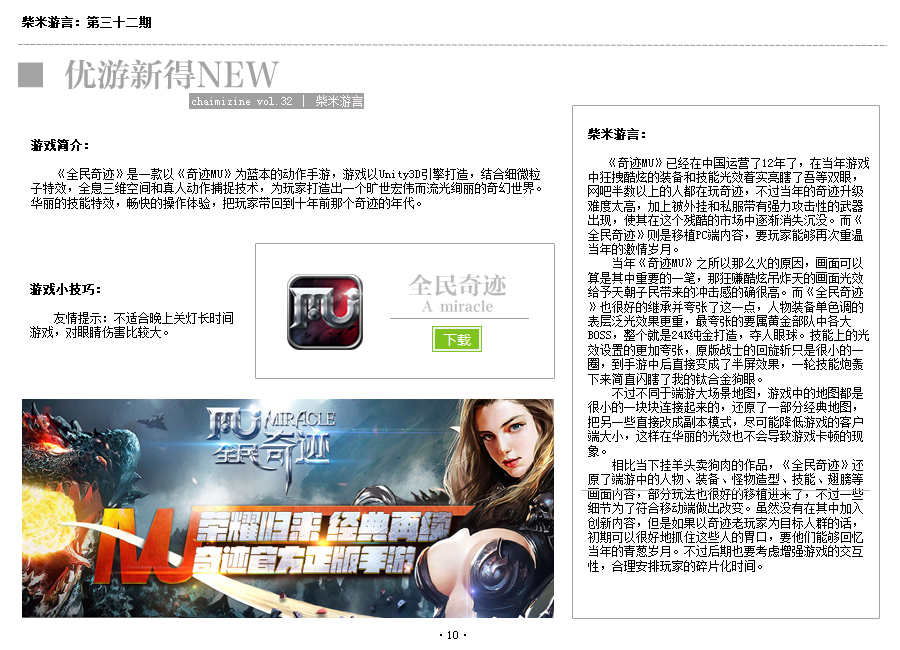 柴米游言：第三十二期
优游新得NEW
chaimizine vol.32 | 柴米游言
游戏简介：
《全民奇迹》是一款以《奇迹MU》为蓝本的动作手游，游戏以Unity3D引擎打造，结合细微粒
子特效，全息三维空间和真人动作捕捉技术，为玩家打造出一个旷世宏伟而流光绚丽的奇幻世界。
华丽的技能特效，畅快的操作体验，把玩家带回到十年前那个奇迹的年代。
游戏小技巧：
友情提示：不适合晚上关灯长时间
游戏，对眼睛伤害比较大。
MU
全民奇迹
A miracle
下载
MU MIRACLE
全民奇迹
MU
荣耀归来 经典再续
奇迹官方正版手游
柴米游言：
《奇迹MU》已经在中国运营了12年了，在当年游戏
中狂拽酷炫的装备和技能光效着实亮瞎了吾等双眼，
网吧半数以上的人都在玩奇迹，不过当年的奇迹升级
难度太高，加上被外挂和私服带有强力攻击性的武器
出现，使其在这个残酷的市场中逐渐消失沉没。而《
全民奇迹》则是移植PC端内容，要玩家能够再次重温
当年的激情岁月。
当年《奇迹MU》之所以那么火的原因，画面可以
算是其中重要的一笔，那狂赚酷炫吊炸天的画面光效
给予天朝子民带来的冲击感的确很高。而《全民奇迹
》也很好的继承并夸张了这一点，人物装备单色调的
表层泛光效果更重，最夸张的要属黄金部队中各大
BOSS，整个就是24K纯金打造，夺人眼球。技能上的光
效设置的更加夸张，原版战士的回旋斩只是很小的一
圈，到手游中后直接变成了半屏效果，一轮技能炮轰
下来简直闪瞎了我的钛合金狗眼。
不过不同于端游大场景地图，游戏中的地图都是
很小的一块块连接起来的，还原了一部分经典地图，
把另一些直接改成副本模式，尽可能降低游戏的客户
端大小，这样在华丽的光效也不会导致游戏卡顿的现
象。
相比当下挂羊头卖狗肉的作品，《全民奇迹》还
原了端游中的人物、装备、怪物造型、技能、翅膀等
画面内容，部分玩法也很好的移植进来了，不过一些
细节为了符合移动端做出改变。虽然没有在其中加入
创新内容，但是如果以奇迹老玩家为目标人群的话，
初期可以很好地抓住这些人的胃口，要他们能够回忆
当年的青葱岁月。不过后期也要考虑增强游戏的交互
性，合理安排玩家的碎片化时间。
·10·